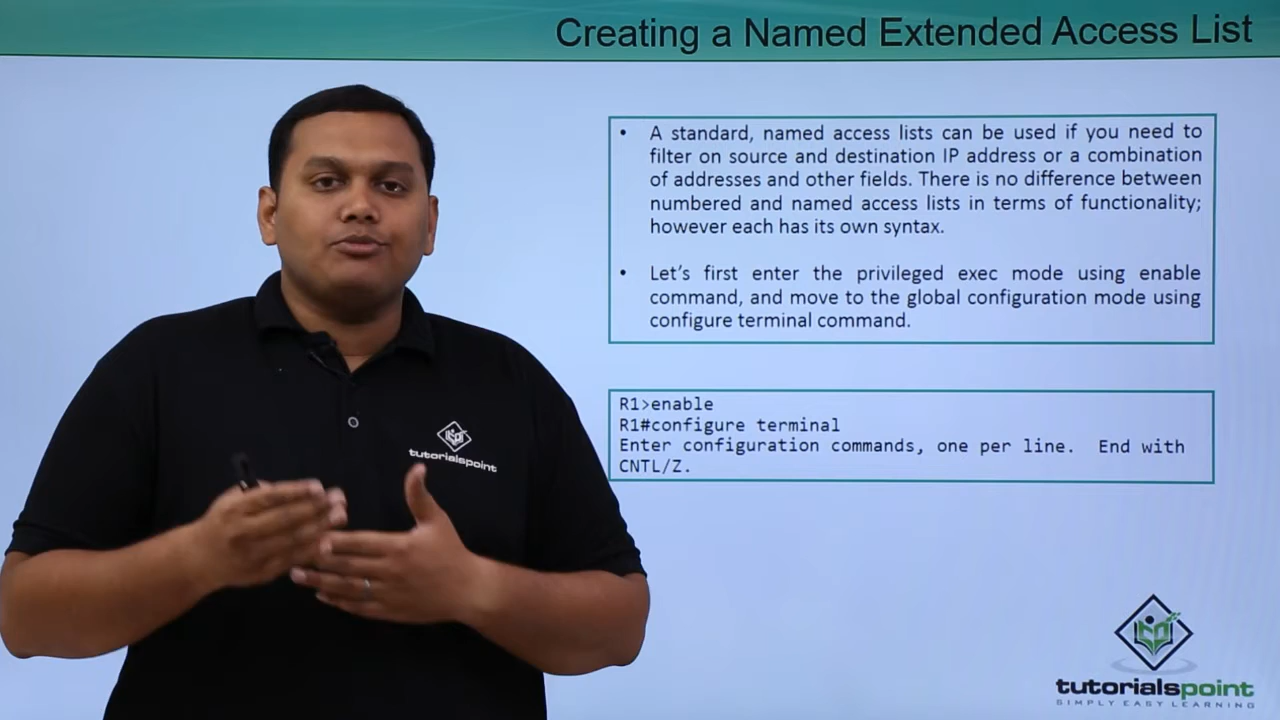 Creating a Named Extended Access List
• A standard, named access lists can be used if you need to
filter on source and destination IP address or a combination
of addresses and other fields. There is no difference between
numbered and named access lists in terms of functionality;
however each has its own syntax.
• Let's first enter the privileged exec mode using enable
command, and move to the global configuration mode using
configure terminal command.
R1>enable
R1#configure terminal
Enter configuration commands, one per line. End with
CNTL/Z.
tutorialspoint
tutorialspoint
SIMPLY EASY LEARNING